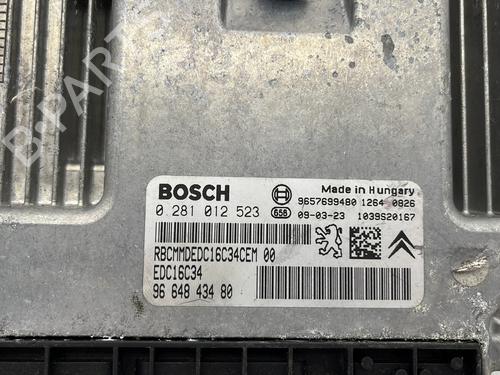 B-PARTS
BOSCH
Made in Hungary
9657699480 1264 0826
0 281 012 523
658
09-03-23
1039S20167
RBCMMDEDC16C34CEM 00
EDC16C34
96 648 434 80